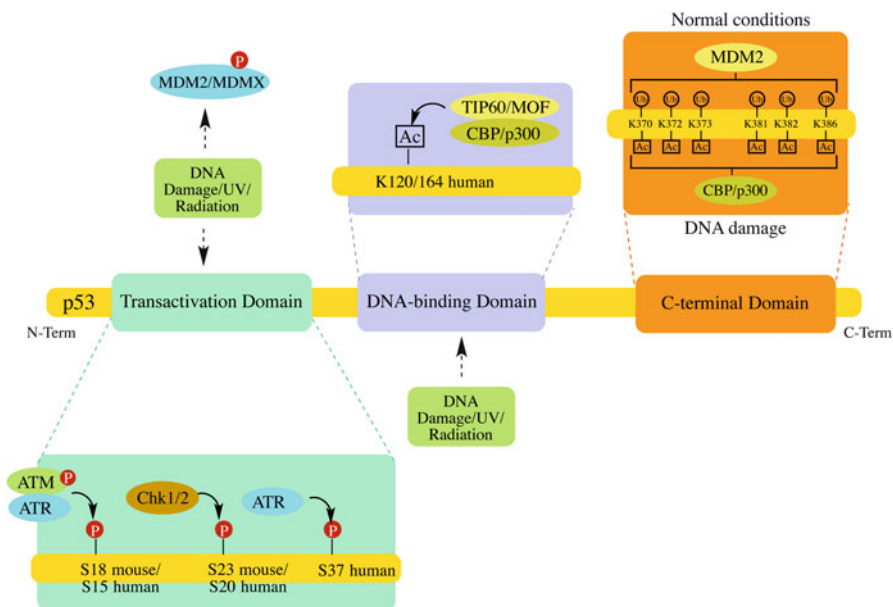 Normal conditions
MDM2
Ub Ub Ub Ub Ub Ub
K370 K372 K373 K381 K382 K386
Ac Ac Ac Ac Ac Ac
CBP/p300
DNA damage
P
MDM2/MDMX
DNA
Damage/UV/
Radiation
TIP60/MOF
CBP/p300
Ac
K120/164 human
p53
Transactivation Domain
DNA-binding Domain
C-terminal Domain
N-Term
C-Term
DNA
Damage/UV/
Radiation
ATM
P
ATR
Chk1/2
ATR
P
P
P
S18 mouse/
S15 human
S23 mouse/
S20 human
S37 human